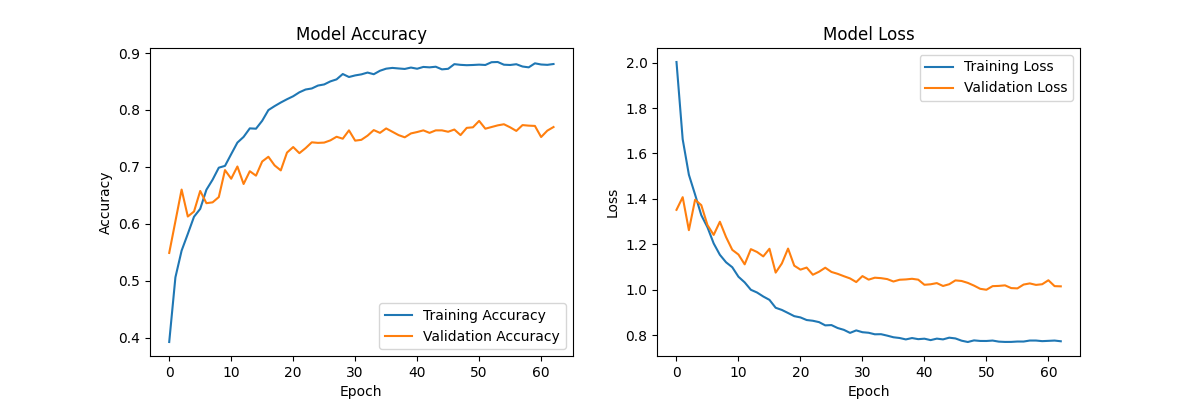 Model Accuracy
Accuracy
0.9
0.8
0.7
0.6
0.5
0.4
0 10 20 30 40 50 60
Epoch
Training Accuracy
Validation Accuracy
Model Loss
Loss
2.0
1.8
1.6
1.4
1.2
1.0
0.8
0 10 20 30 40 50 60
Epoch
Training Loss
Validation Loss